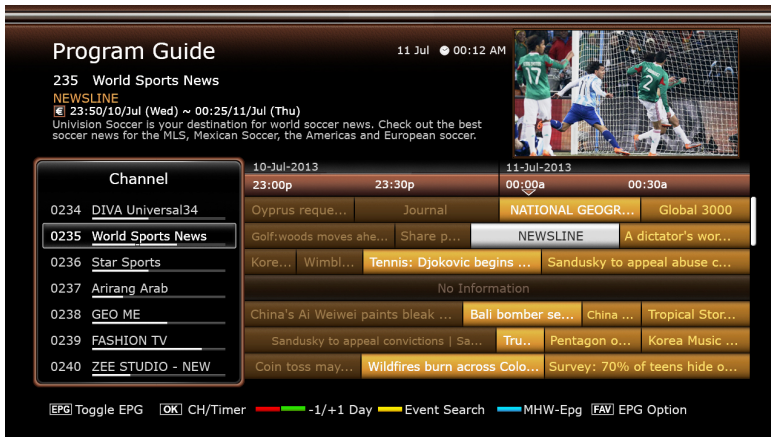 Program Guide
11 Jul 00:12 AM
235 World Sports News
NEWSLINE
€ 23:50/10/Jul (Wed) ~ 00:25/11/Jul (Thu)
Univision Soccer is your destination for world soccer news. Check out the best
soccer news for the MLS, Mexican Soccer, the Americas and European soccer.
17
2
Channel
10-Jul-2013 11-Jul-2013
23:00p 23:30p 00:00a 00:30a
0234 DIVA Universal34 Oyprus reque... Journal NATIONAL GEOGR... Global 3000
0235 World Sports News Golf:woods moves ahe... Share p... NEWSLINE A dictator's wor...
0236 Star Sports Kore... Wimbl... Tennis: Djokovic begins ... Sandusky to appeal abuse c...
0237 Arirang Arab No Information
0238 GEO ME China's Ai Weiwei paints bleak ... Bali bomber se... China ... Tropical Stor...
0239 FASHION TV Sandusky to appeal convictions | Sa... Tru.. Pentagon o... Korea Music ...
0240 ZEE STUDIO - NEW Coin toss may... Wildfires burn across Colo... Survey: 70% of teens hide o...
EPG Toggle EPG OK CH/Timer -1/+1 Day Event Search MHW-Epg FAV EPG Option